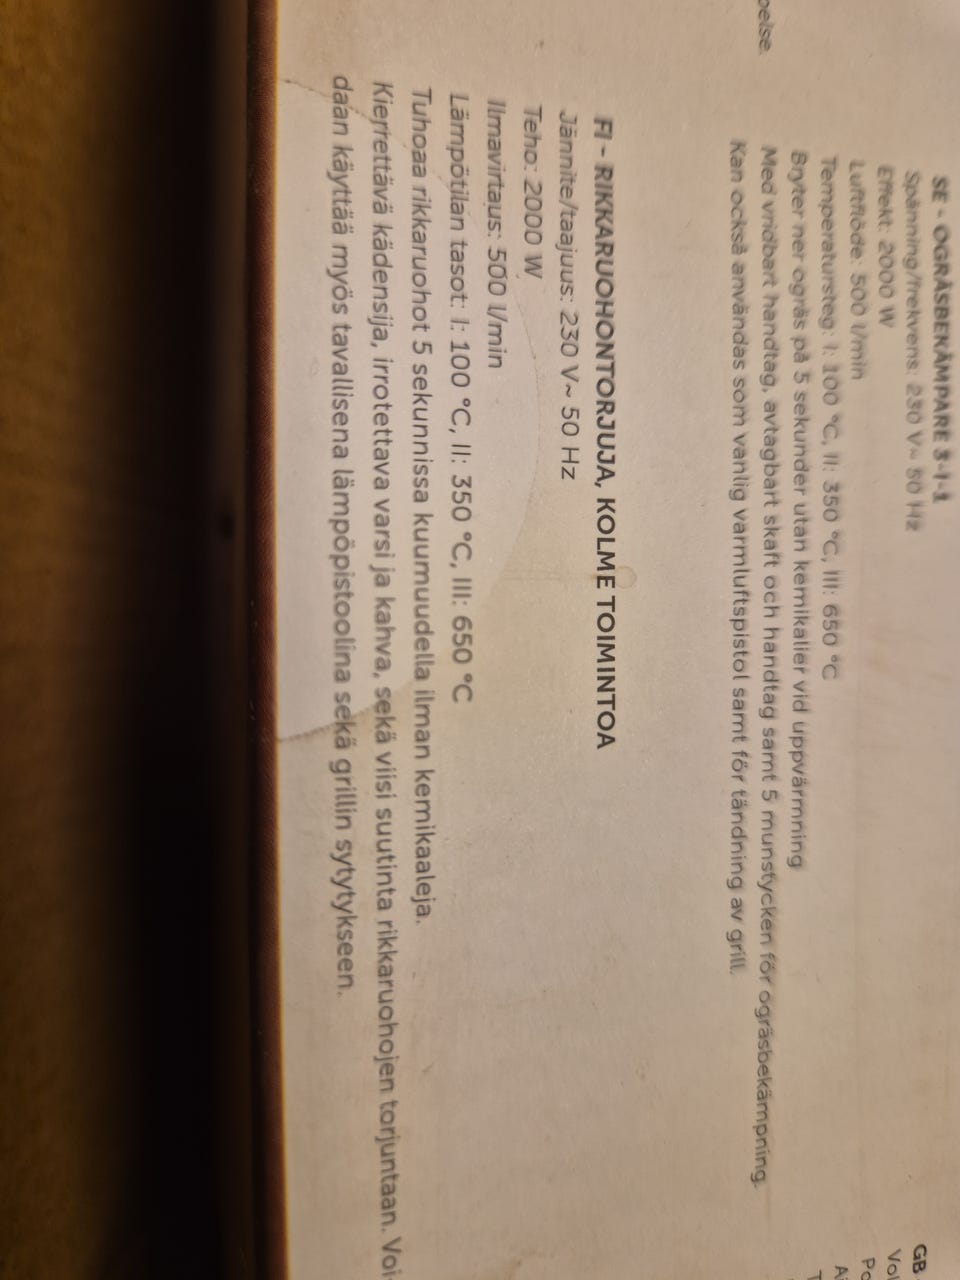 pelse.
SE - OGRÄSBEKÄMPARE 3-I-1
Spänning/frekvens: 230 V~ 50 Hz
Effekt: 2000 W
Luftflöde: 500 l/min
Temperatursteg: I: 100 °C, II: 350 °C, III: 650 °C
Bryter ner ogräs på 5 sekunder utan kemikalier vid uppvärmning
Med vridbart handtag, avtagbart skaft och handtag samt 5 munstycken för ogräsbekämpning.
Kan också användas som vanlig varmluftspistol samt för tändning av grill.
FI - RIKKARUOHONTORJUJA, KOLME TOIMINTOA
Jännite/taajuus: 230 V~ 50 Hz
Teho: 2000 W
Ilmavirtaus: 500 l/min
Lämpötilan tasot: I: 100 °C, II: 350 °C, III: 650 °C
Tuhoaa rikkaruohot 5 sekunnissa kuumuudella ilman kemikaaleja.
Kierrettävä kädensija, irrotettava varsi ja kahva, sekä viisi suutinta rikkaruohojen torjuntaan. Voi
daan käyttää myös tavallisena lämpöpistoolina sekä grillin sytytykseen.
GB
Vo
Po
A
T